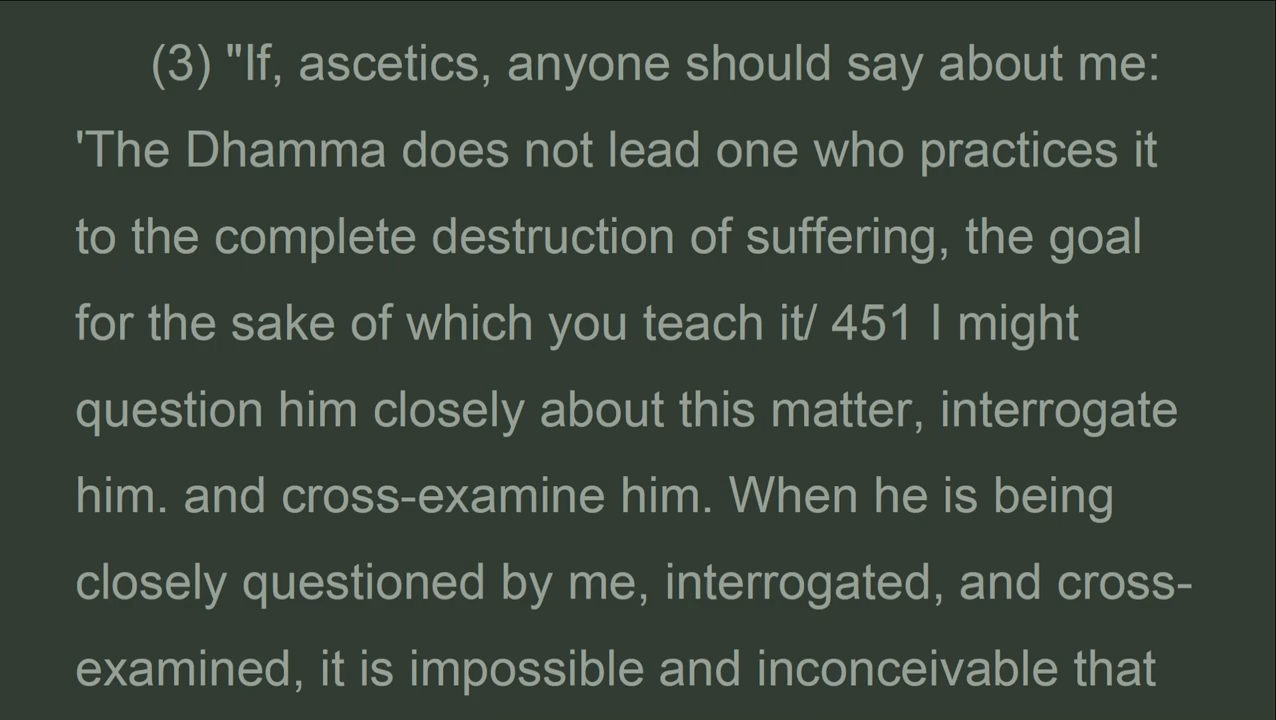 (3) "If, ascetics, anyone should say about me:
'The Dhamma does not lead one who practices it
to the complete destruction of suffering, the goal
for the sake of which you teach it/ 451 I might
question him closely about this matter, interrogate
him. and cross-examine him. When he is being
closely questioned by me, interrogated, and cross-
examined, it is impossible and inconceivable that